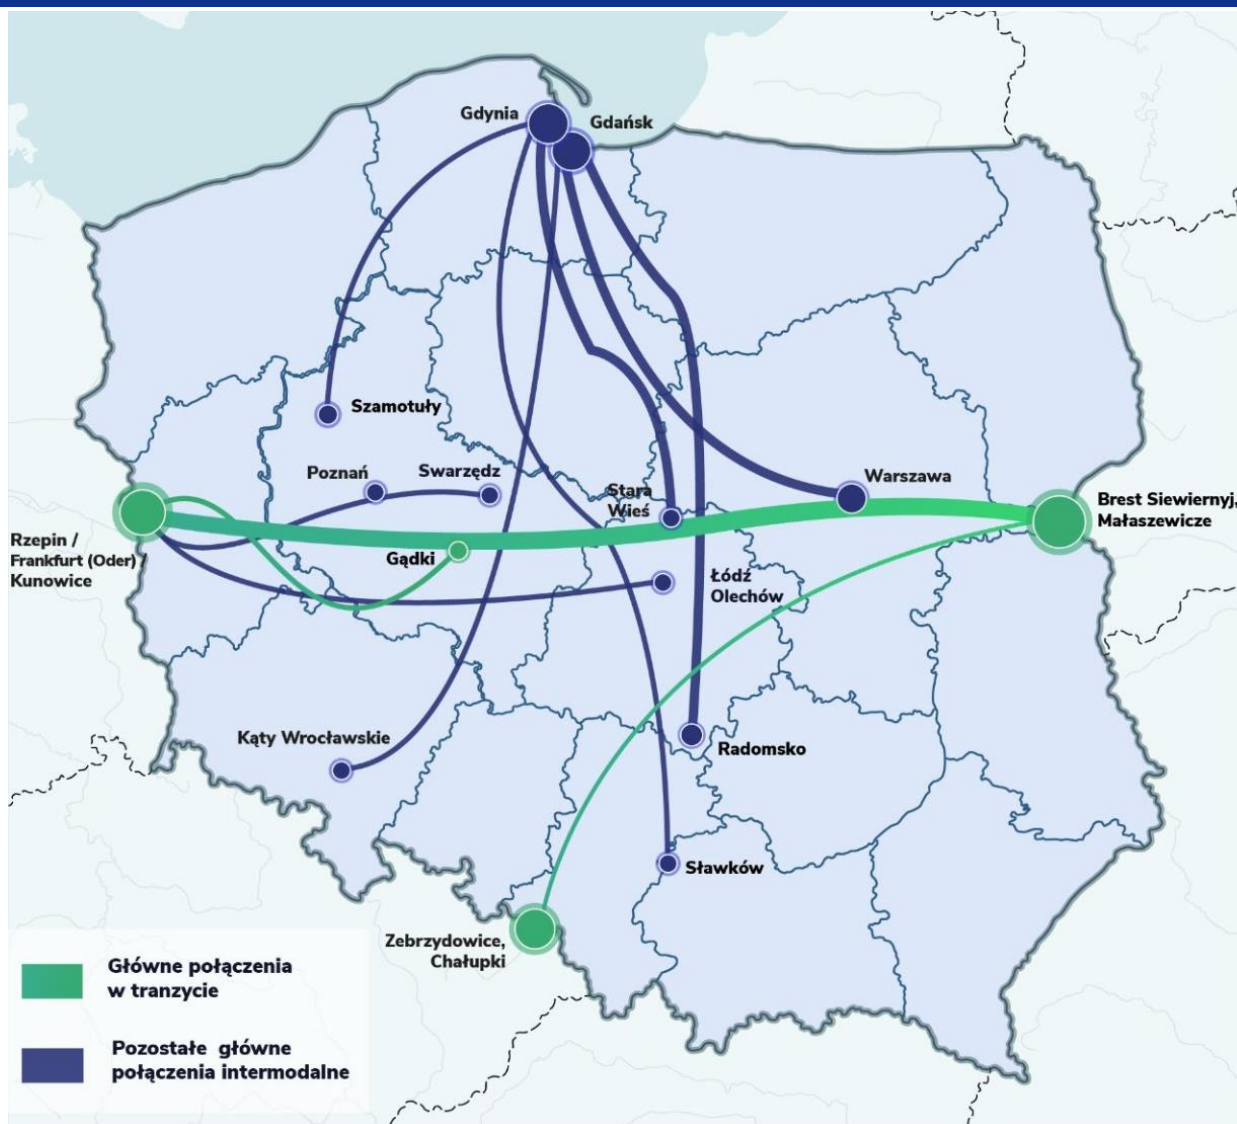 Gdynia
Gdańsk
Szamotuły
Poznań
Swarzędz
Stara
Wieś
Warszawa
Brest Siewiernyj,
Małaszewicze
Rzepin /
Frankfurt (Oder) /
Kunowice
Gądki
Łódź
Olechów
Kąty Wrocławskie
Radomsko
Sławków
Zebrzydowice,
Chałupki
Główne połączenia
w tranzycie
Pozostałe główne
połączenia intermodalne